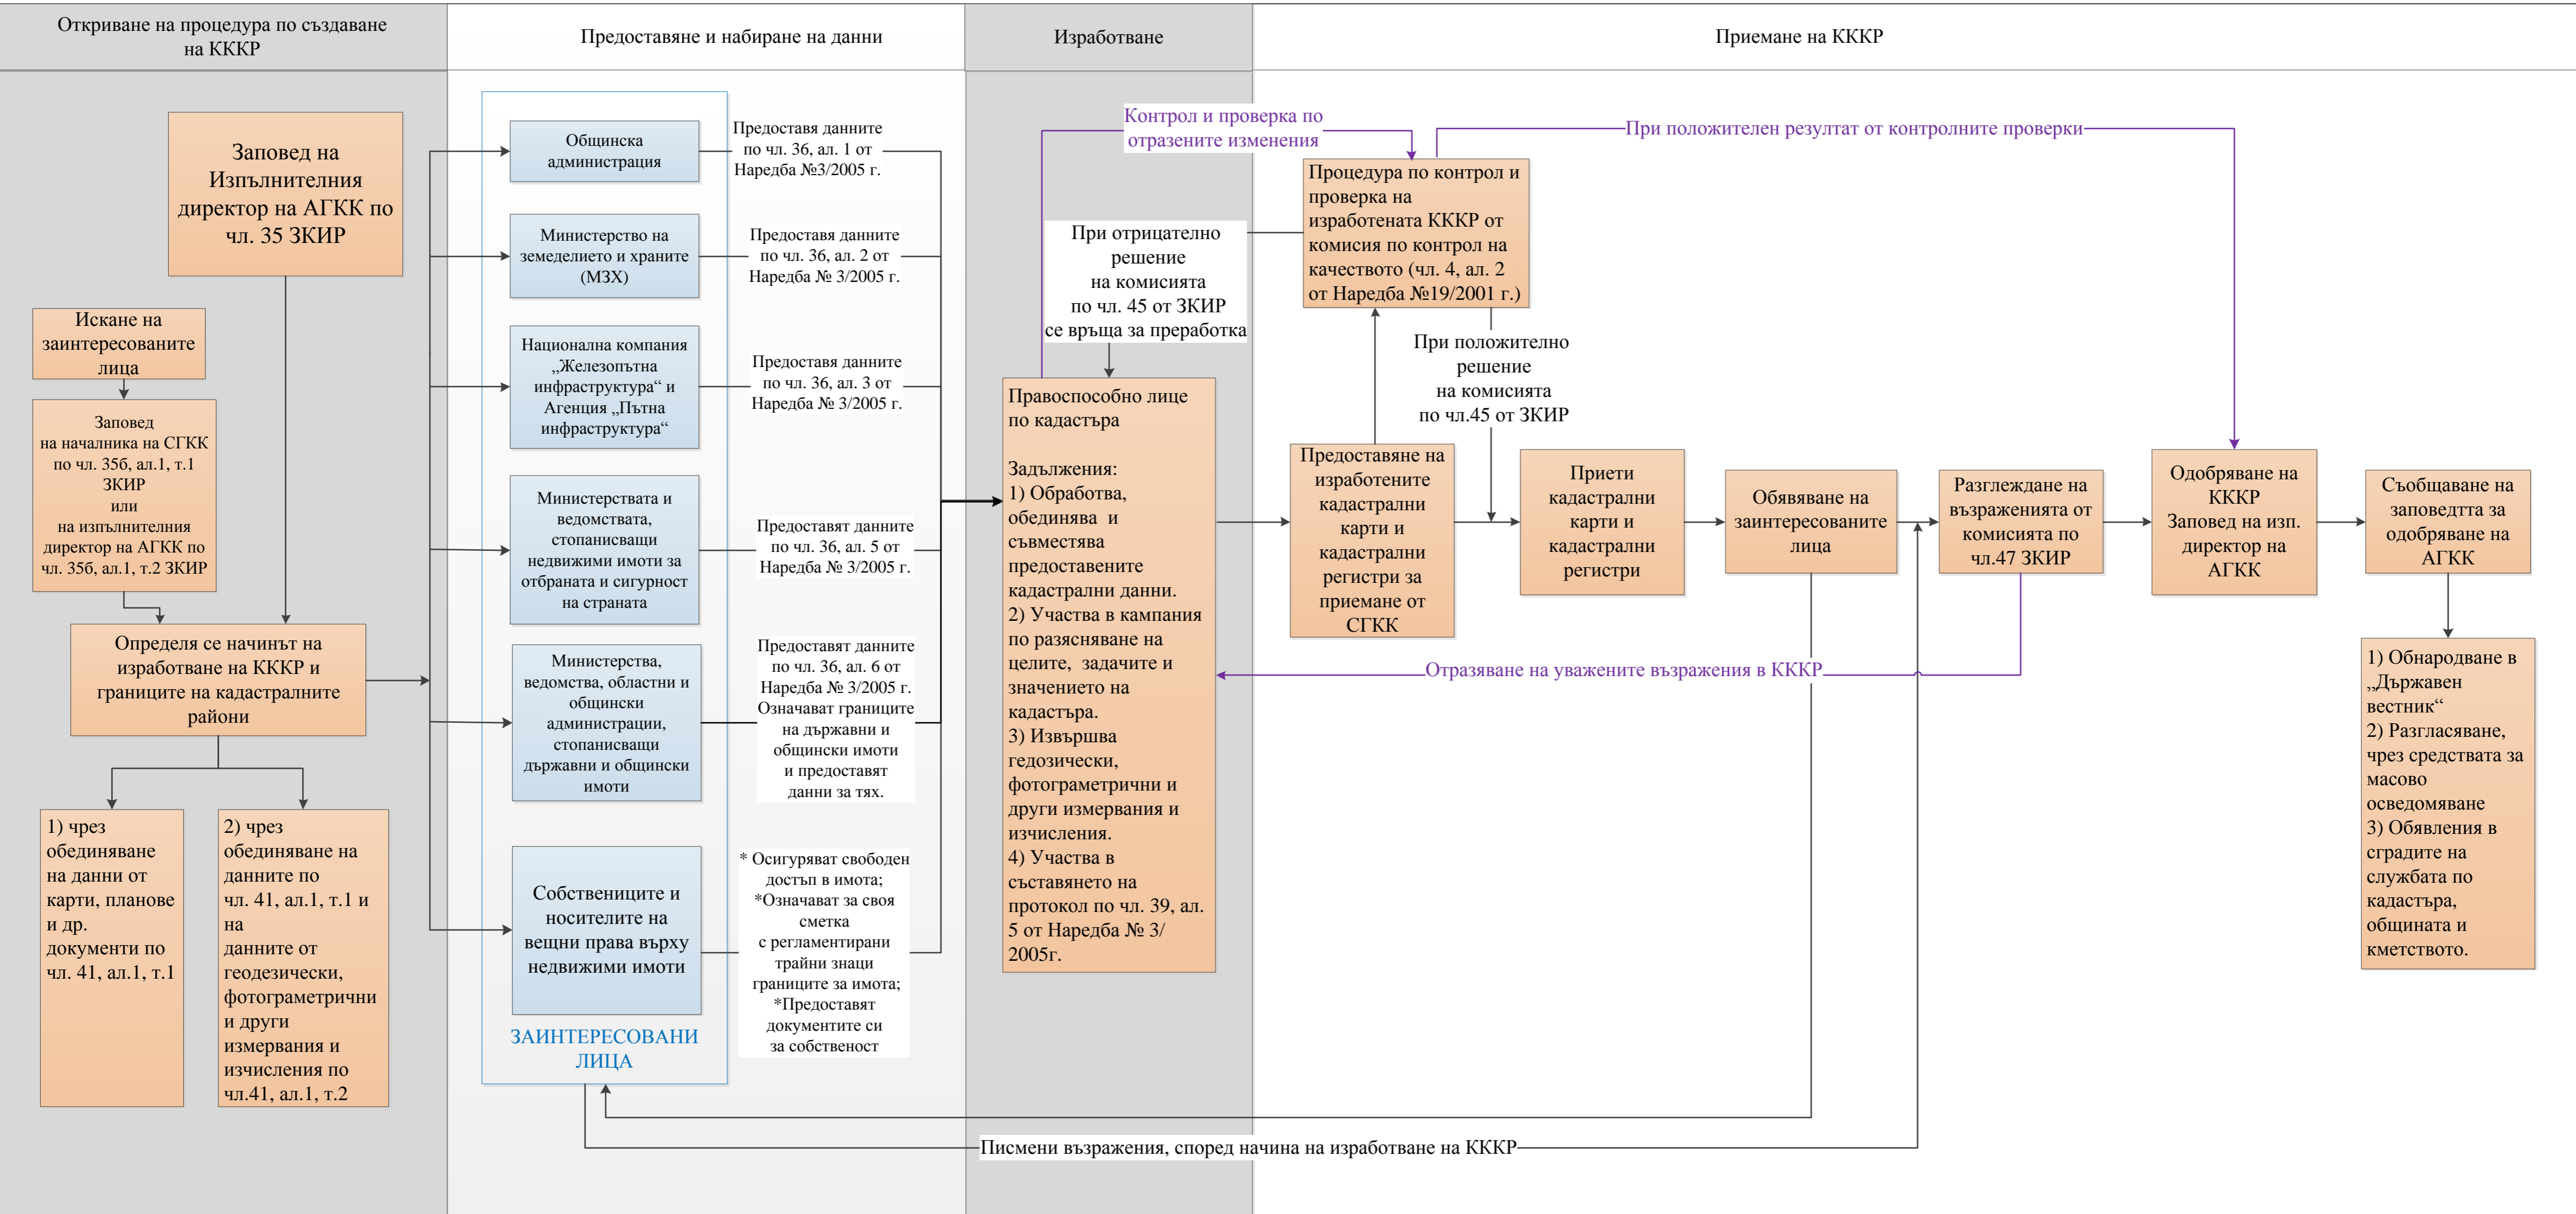 Откриване на процедура по създаване
на КККР
Предоставяне и набиране на данни
Изработване
Приемане на КККР
Заповед на
Изпълнителния
директор на АГКК по
чл. 35 ЗКИР
Искане на
заинтересованите
лица
Заповед
на началника на СГКК
по чл. 35б, ал.1, т.1
ЗКИР
или
на изпълнителния
директор на АГКК по
чл. 35б, ал.1, т.2 ЗКИР
Определя се начинът на
изработване на КККР и
границите на кадастралните
райони
1) чрез
обединяване
на данни от
карти, планове
и др.
документи по
чл. 41, ал.1, т.1
2) чрез
обединяване на
данните по
чл. 41, ал.1, т.1 и
на
данните от
геодезически,
фотограметрични
и други
измервания и
изчисления по
чл.41, ал.1, т.2
Общинска
администрация
Предоставя данните
по чл. 36, ал. 1 от
Наредба №3/2005 г.
Министерство на
земеделието и храните
(МЗХ)
Предоставя данните
по чл. 36, ал. 2 от
Наредба № 3/2005 г.
Национална компания
„Железопътна
инфраструктура“ и
Агенция „Пътна
инфраструктура“
Предоставя данните
по чл. 36, ал. 3 от
Наредба № 3/2005 г.
Министерствата и
ведомствата,
стопанисващи
недвижими имоти за
отбраната и сигурност
на страната
Предоставят данните
по чл. 36, ал. 5 от
Наредба № 3/2005 г.
Министерства,
ведомства, областни и
общински
администрации,
стопанисващи
държавни и общински
имоти
Предоставят данните
по чл. 36, ал. 6 от
Наредба № 3/2005 г.
Означават границите
на държавни и
общински имоти
и предоставят
данни за тях.
Собствениците и
носителите на
вещни права върху
недвижими имоти
* Осигуряват свободен
достъп в имота;
*Означават за своя
сметка
с регламентирани
трайни знаци
границите за имота;
*Предоставят
документите си
за собственост
ЗАИНТЕРЕСОВАНИ
ЛИЦА
Контрол и проверка по
отразените изменения
При отрицателно
решение
на комисията
по чл. 45 от ЗКИР
се връща за преработка
Правоспособно лице
по кадастъра
Задължения:
1) Обработва,
обединява  и
съвместява
предоставените
кадастрални данни.
2) Участва в кампания
по разясняване на
целите,  задачите и
значението на
кадастъра.
3) Извършва
гедозически,
фотограметрични и
други измервания и
изчисления.
4) Участва в
съставянето на
протокол по чл. 39, ал.
5 от Наредба № 3/
2005г.
При положителен резултат от контролните проверки
Процедура по контрол и
проверка на
изработената КККР от
комисия по контрол на
качеството (чл. 4, ал. 2
от Наредба №19/2001 г.)
При положително
решение
на комисията
по чл.45 от ЗКИР
Предоставяне на
изработените
кадастрални
карти и
кадастрални
регистри за
приемане от
СГКК
Приети
кадастрални
карти и
кадастрални
регистри
Обявяване на
заинтересованите
лица
Разглеждане на
възраженията от
комисията по
чл.47 ЗКИР
Одобряване на
КККР
Заповед на изп.
директор на
АГКК
Съобщаване на
заповедтта за
одобряване на
АГКК
Отразяване на уважените възражения в КККР
1) Обнародване в
„Държавен
вестник“
2) Разгласяване,
чрез средствата за
масово
осведомяване
3) Обявления в
сградите на
службата по
кадастъра,
общината и
кметството.
Писмени възражения, според начина на изработване на КККР